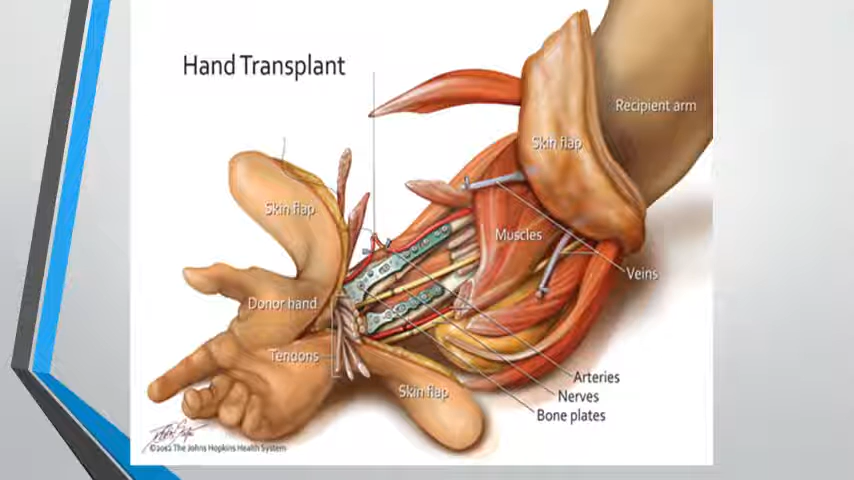 Hand Transplant
Recipient arm
Skin flap
Skin flap
Muscles
Veins
Donor hand
Tendons
Skin flap
Arteries
Nerves
Bone plates
©2012 The Johns Hopkins Health System